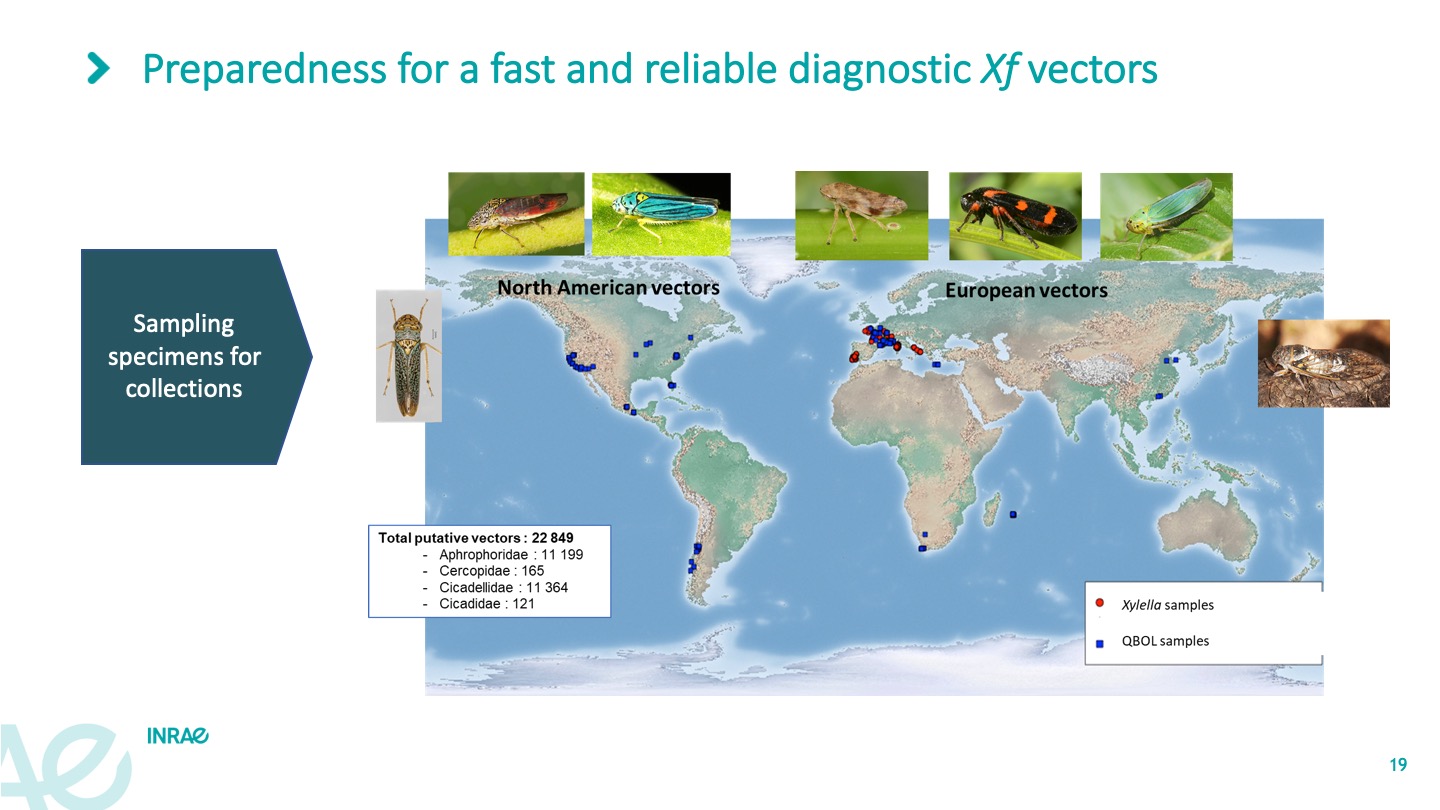 Preparedness for a fast and reliable diagnostic Xf vectors
Sampling
specimens for
collections
North American vectors
European vectors
Total putative vectors : 22 849
- Aphrophoridae : 11 199
- Cercopidae : 165
- Cicadellidae : 11 364
- Cicadidae : 121
Xylella samples
QBOL samples
INRAE
19